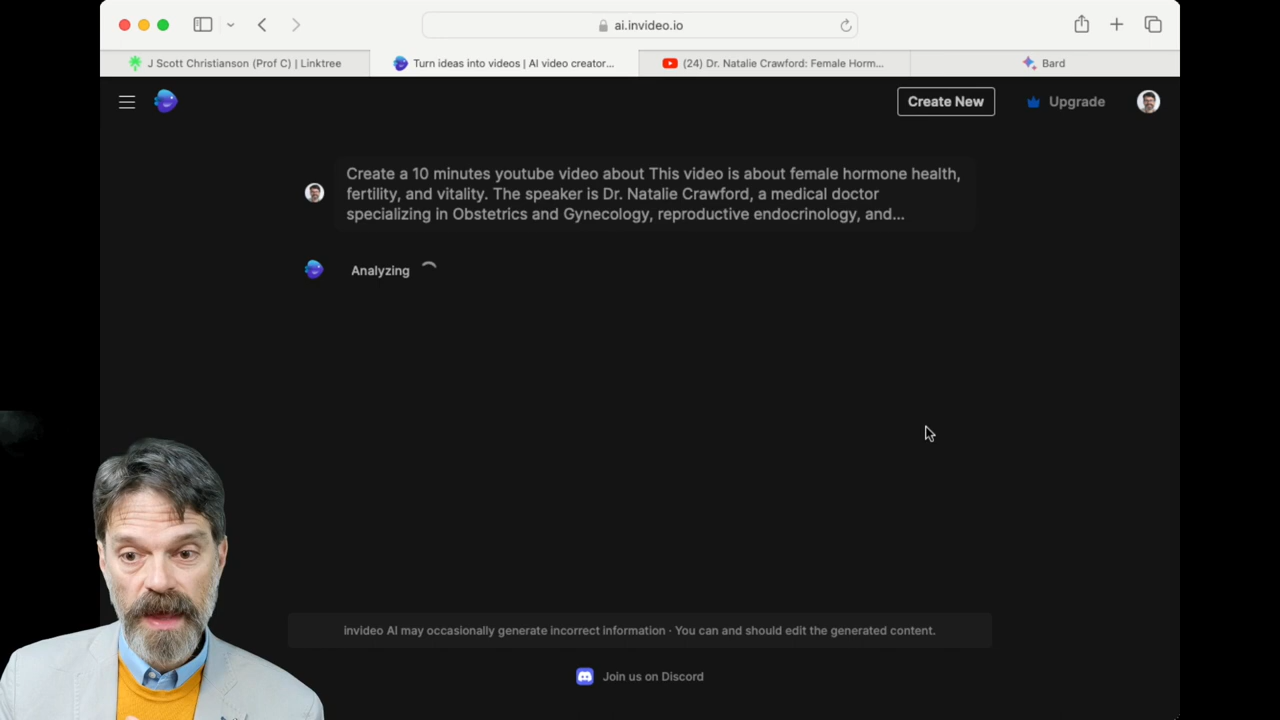 ai.invideo.io
J Scott Christianson (Prof C) | Linktree
Turn ideas into videos | AI video creator...
(24) Dr. Natalie Crawford: Female Horm...
Bard
Create New
Upgrade
Create a 10 minutes youtube video about This video is about female hormone health,
fertility, and vitality. The speaker is Dr. Natalie Crawford, a medical doctor
specializing in Obstetrics and Gynecology, reproductive endocrinology, and...
Analyzing
invideo AI may occasionally generate incorrect information · You can and should edit the generated content.
Join us on Discord